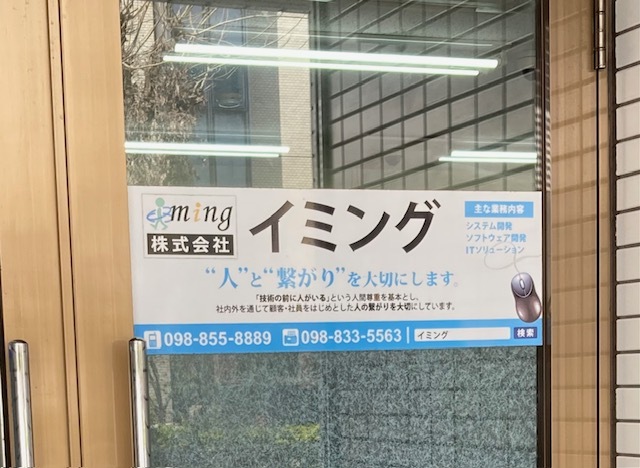 ming
株式会社
イミング
主な業務内容
システム開発
ソフトウェア開発
ITソリューション
“人”と“繋がり”を大切にします。
「技術の前に人がいる」という人間尊重を基本とし、
社内外を通じて顧客・社員をはじめとした人の繋がりを大切にしています。
098-855-8889 098-833-5563 イミング 検索